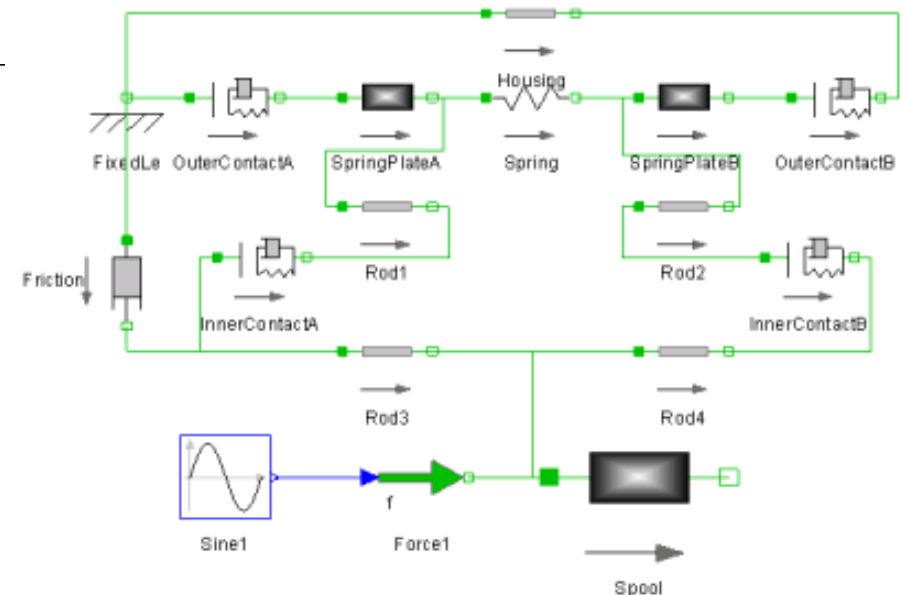 Housing
FixedLe
OuterContactA
SpringPlateA
Spring
SpringPlateB
OuterContactB
Friction
Rod1
Rod2
InnerContactA
InnerContactB
Rod3
Rod4
f
Sine1
Force1
Spool